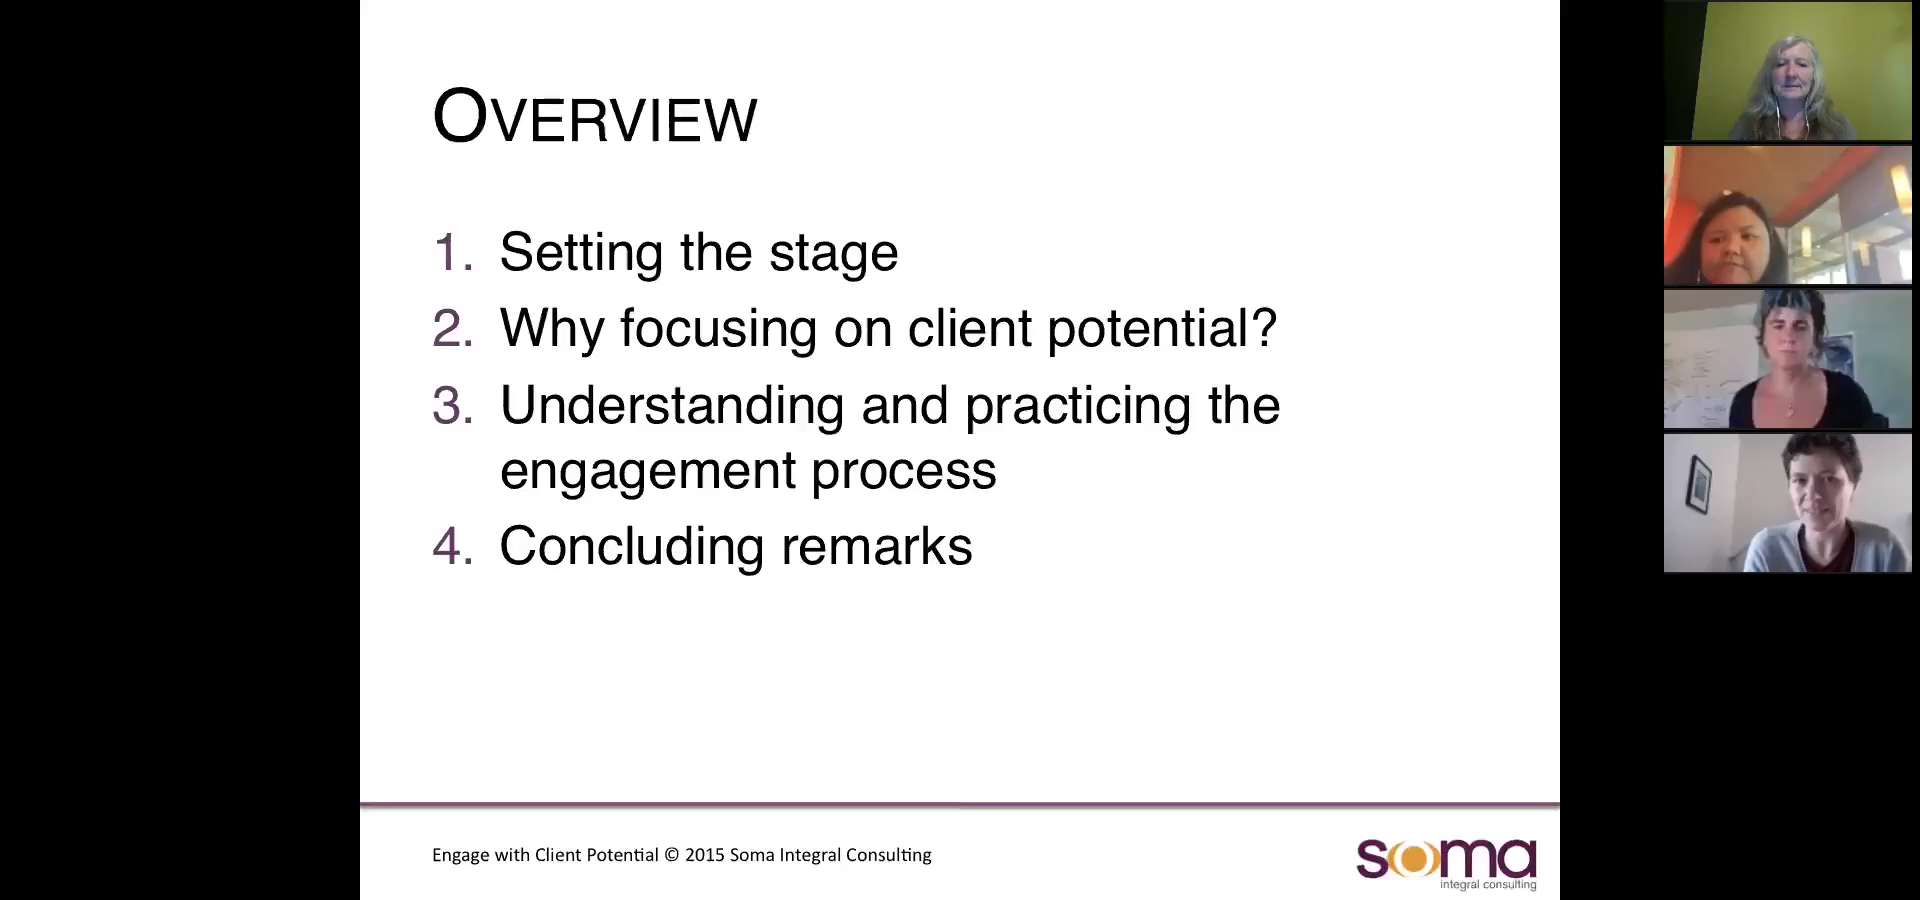 OVERVIEW
1. Setting the stage
2. Why focusing on client potential?
3. Understanding and practicing the
engagement process
4. Concluding remarks
Engage with Client Potential © 2015 Soma Integral Consulting
soma
integral consulting